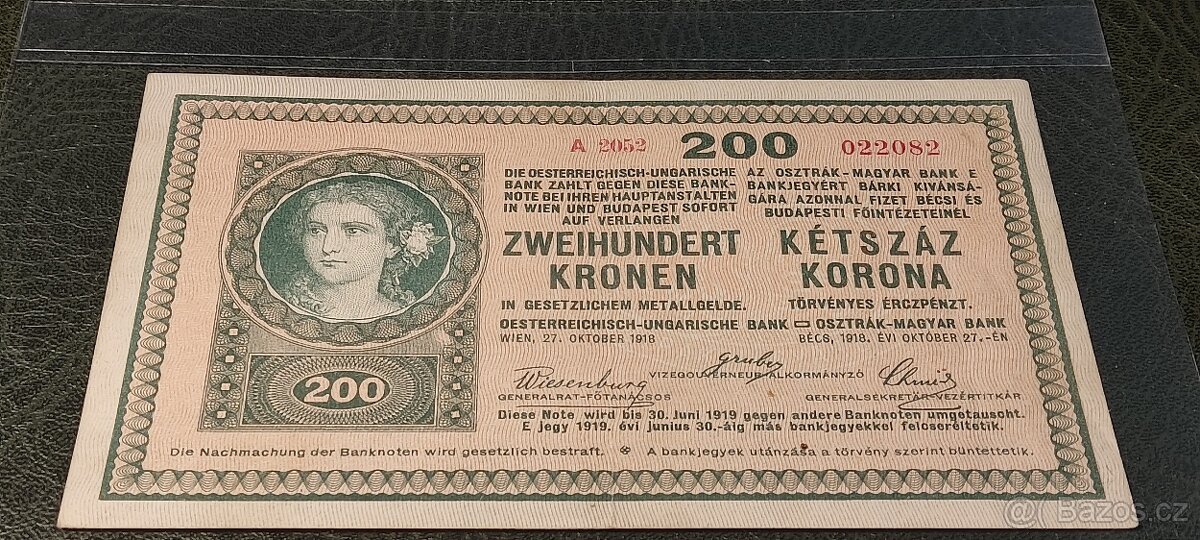 A 2052 200 022082
DIE OESTERREICHISCH-UNGARISCHE
BANK ZAHLT GEGEN DIESE BANK-
NOTE BEI IHREN HAUPTANSTALTEN
IN WIEN UND BUDAPEST SOFORT
AUF VERLANGEN
ZWEIHUNDERT
KRONEN
IN GESETZLICHEM METALLGELDE.
OESTERREICHISCH-UNGARISCHE BANK
WIEN, 27. OKTOBER 1918
AZ OSZTRÁK-MAGYAR BANK E
BANKJEGYÉRT BÁRKI KIVÁNSÁ-
GÁRA AZONNAL FIZET BÉCSI ÉS
BUDAPESTI FŐINTÉZETEINÉL
KÉTSZÁZ
KORONA
TÖRVÉNYES ÉRCZPÉNZT.
OSZTRÁK-MAGYAR BANK
BÉCS, 1918. ÉVI OKTÓBER 27.-ÉN
Wiesenburg
GENERALRAT-FŐTANÁCSOS
Gruber
VIZEGOUVERNEUR-ALKORMÁNYZÓ
Schmid
GENERALSEKRETÄR-VEZÉRTITKÁR
200
Diese Note wird bis 30. Juni 1919 gegen andere Banknoten umgetauscht.
E jegy 1919. évi junius 30.-áig más bankjegyekkel felcseréltetik.
Die Nachmachung der Banknoten wird gesetzlich bestraft. A bankjegyek utánzása a törvény szerint büntettetik.
@ Bazos.cz